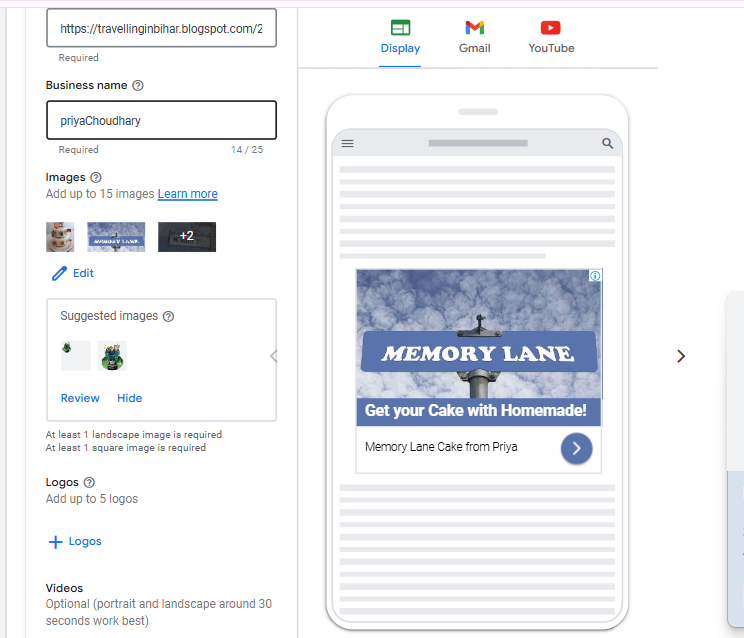 https://travellinginbihar.blogspot.com/2
Required
Business name
priyaChoudhary
Required
14 / 25
Images
Add up to 15 images Learn more
MEMORY LANE
+2
Edit
Suggested images
Review
Hide
At least 1 landscape image is required
At least 1 square image is required
Logos
Add up to 5 logos
Logos
Videos
Optional (portrait and landscape around 30
seconds work best)
Display
Gmail
YouTube
MEMORY LANE
Get your Cake with Homemade!
Memory Lane Cake from Priya